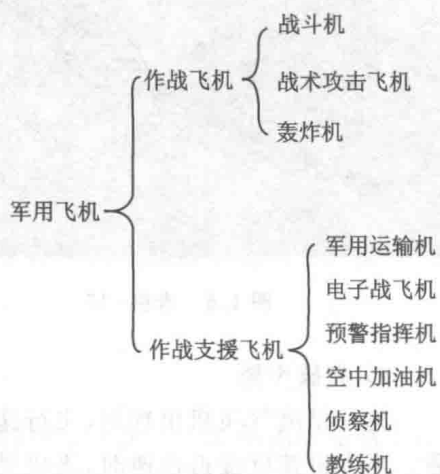 战斗机
作战飞机
战术攻击飞机
轰炸机
军用飞机
军用运输机
电子战飞机
预警指挥机
作战支援飞机
空中加油机
侦察机
教练机